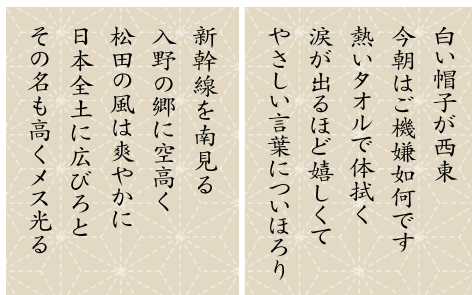 白い帽子が西東
今朝はご機嫌如何です
熱いタオルで体拭く
涙が出るほど嬉しくて
やさしい言葉についほろり
新幹線を南見る
入野の郷に空高く
松田の風は爽やかに
日本全土に広びろと
その名も高くメス光る